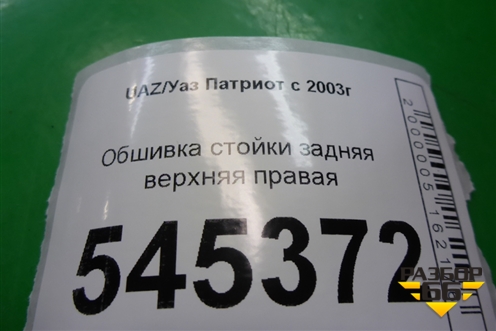 UAZ/Уаз Патриот с 2003г
Обшивка стойки задняя
верхняя правая
545372
РАЗБОР
66